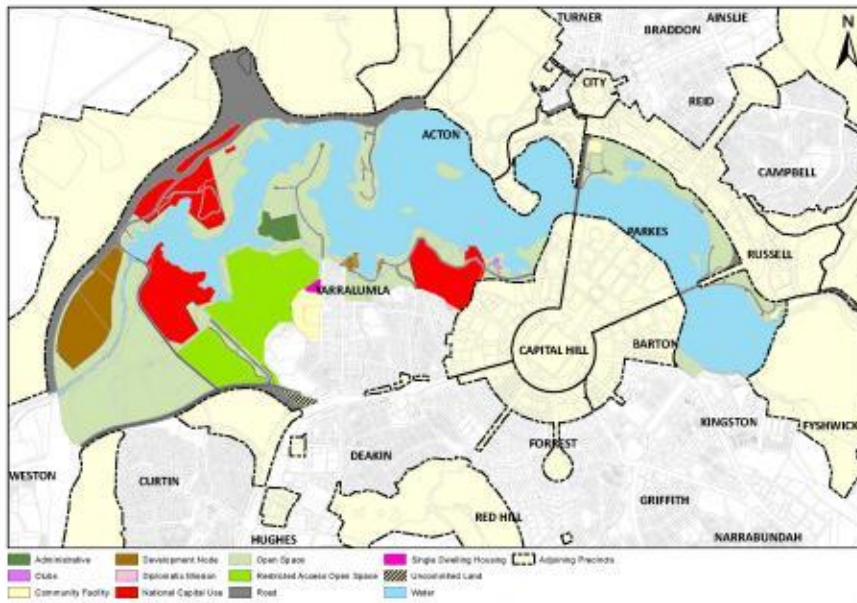 TURNER
AINSLIE
BRADDON
N
CITY
REID
ACTON
CAMPBELL
PARKES
RUSSELL
YARRALUMLA
BARTON
CAPITAL HILL
KINGSTON
FYSHWICK
FORREST
DEAKIN
WESTON
CURTIN
GRIFFITH
RED HILL
HUGHES
NARRABUNDAH
Administrative
Development Node
Open Space
Single Dwelling Housing
Adjoining Precincts
Clubs
Diplomatic Mission
Restricted Access Open Space
Uncommitted Land
Community Facility
National Capital Use
Road
Water